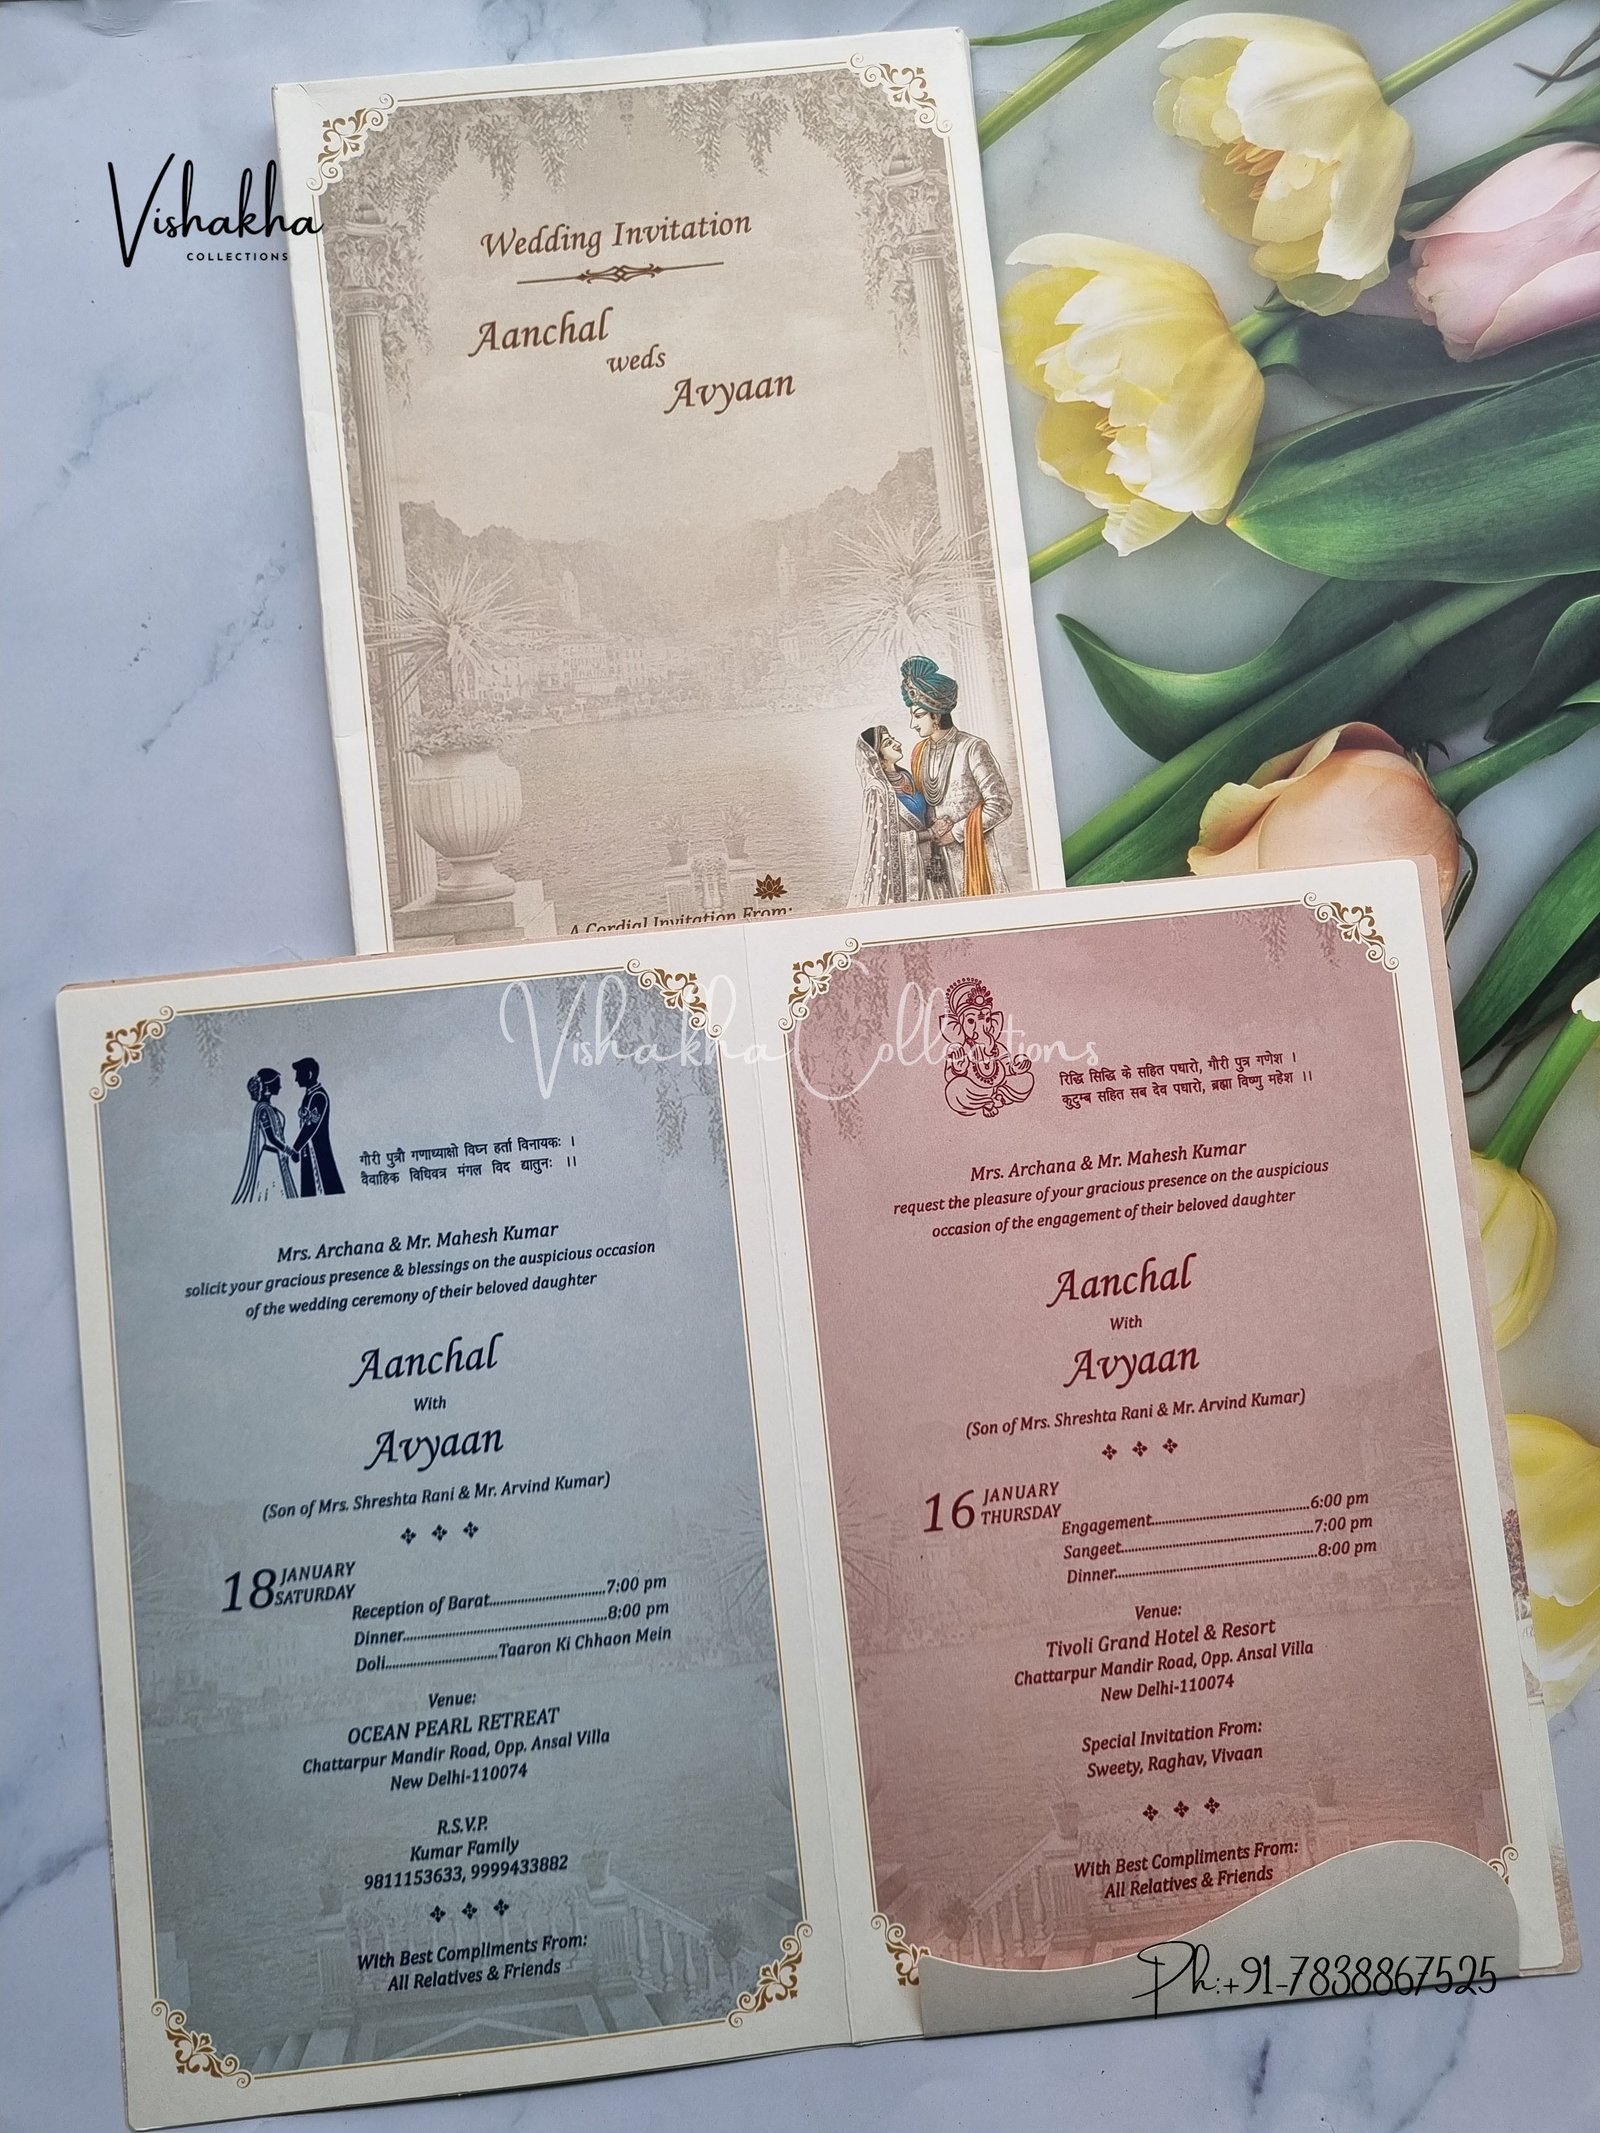 Vishakha
COLLECTIONS
Wedding Invitation
Aanchal
weds
Avyaan
A Cordial Invitation From:
Vishakha Collections
गौरी पुत्रौ गणाध्याक्षो विघ्न हर्ता विनायकः ।
वैवाहिक विधिवत्र मंगल विद द्यातुनः ।।
Mrs. Archana & Mr. Mahesh Kumar
solicit your gracious presence & blessings on the auspicious occasion
of the wedding ceremony of their beloved daughter
Aanchal
With
Avyaan
(Son of Mrs. Shreshta Rani & Mr. Arvind Kumar)
18 JANUARY
SATURDAY
Reception of Barat................................7:00 pm
Dinner........................................................8:00 pm
Doli................................Taaron Ki Chhaon Mein
Venue:
OCEAN PEARL RETREAT
Chattarpur Mandir Road, Opp. Ansal Villa
New Delhi-110074
R.S.V.P.
Kumar Family
9811153633, 9999433882
With Best Compliments From:
All Relatives & Friends
रिद्धि सिद्धि के सहित पधारो, गौरी पुत्र गणेश ।
कुटुम्ब सहित सब देव पधारो, ब्रह्मा विष्णु महेश ।।
Mrs. Archana & Mr. Mahesh Kumar
request the pleasure of your gracious presence on the auspicious
occasion of the engagement of their beloved daughter
Aanchal
With
Avyaan
(Son of Mrs. Shreshta Rani & Mr. Arvind Kumar)
16 JANUARY
THURSDAY
Engagement............................................6:00 pm
Sangeet......................................................7:00 pm
Dinner........................................................8:00 pm
Venue:
Tivoli Grand Hotel & Resort
Chattarpur Mandir Road, Opp. Ansal Villa
New Delhi-110074
Special Invitation From:
Sweety, Raghav, Vivaan
With Best Compliments From:
All Relatives & Friends
Ph:+91-7838867525